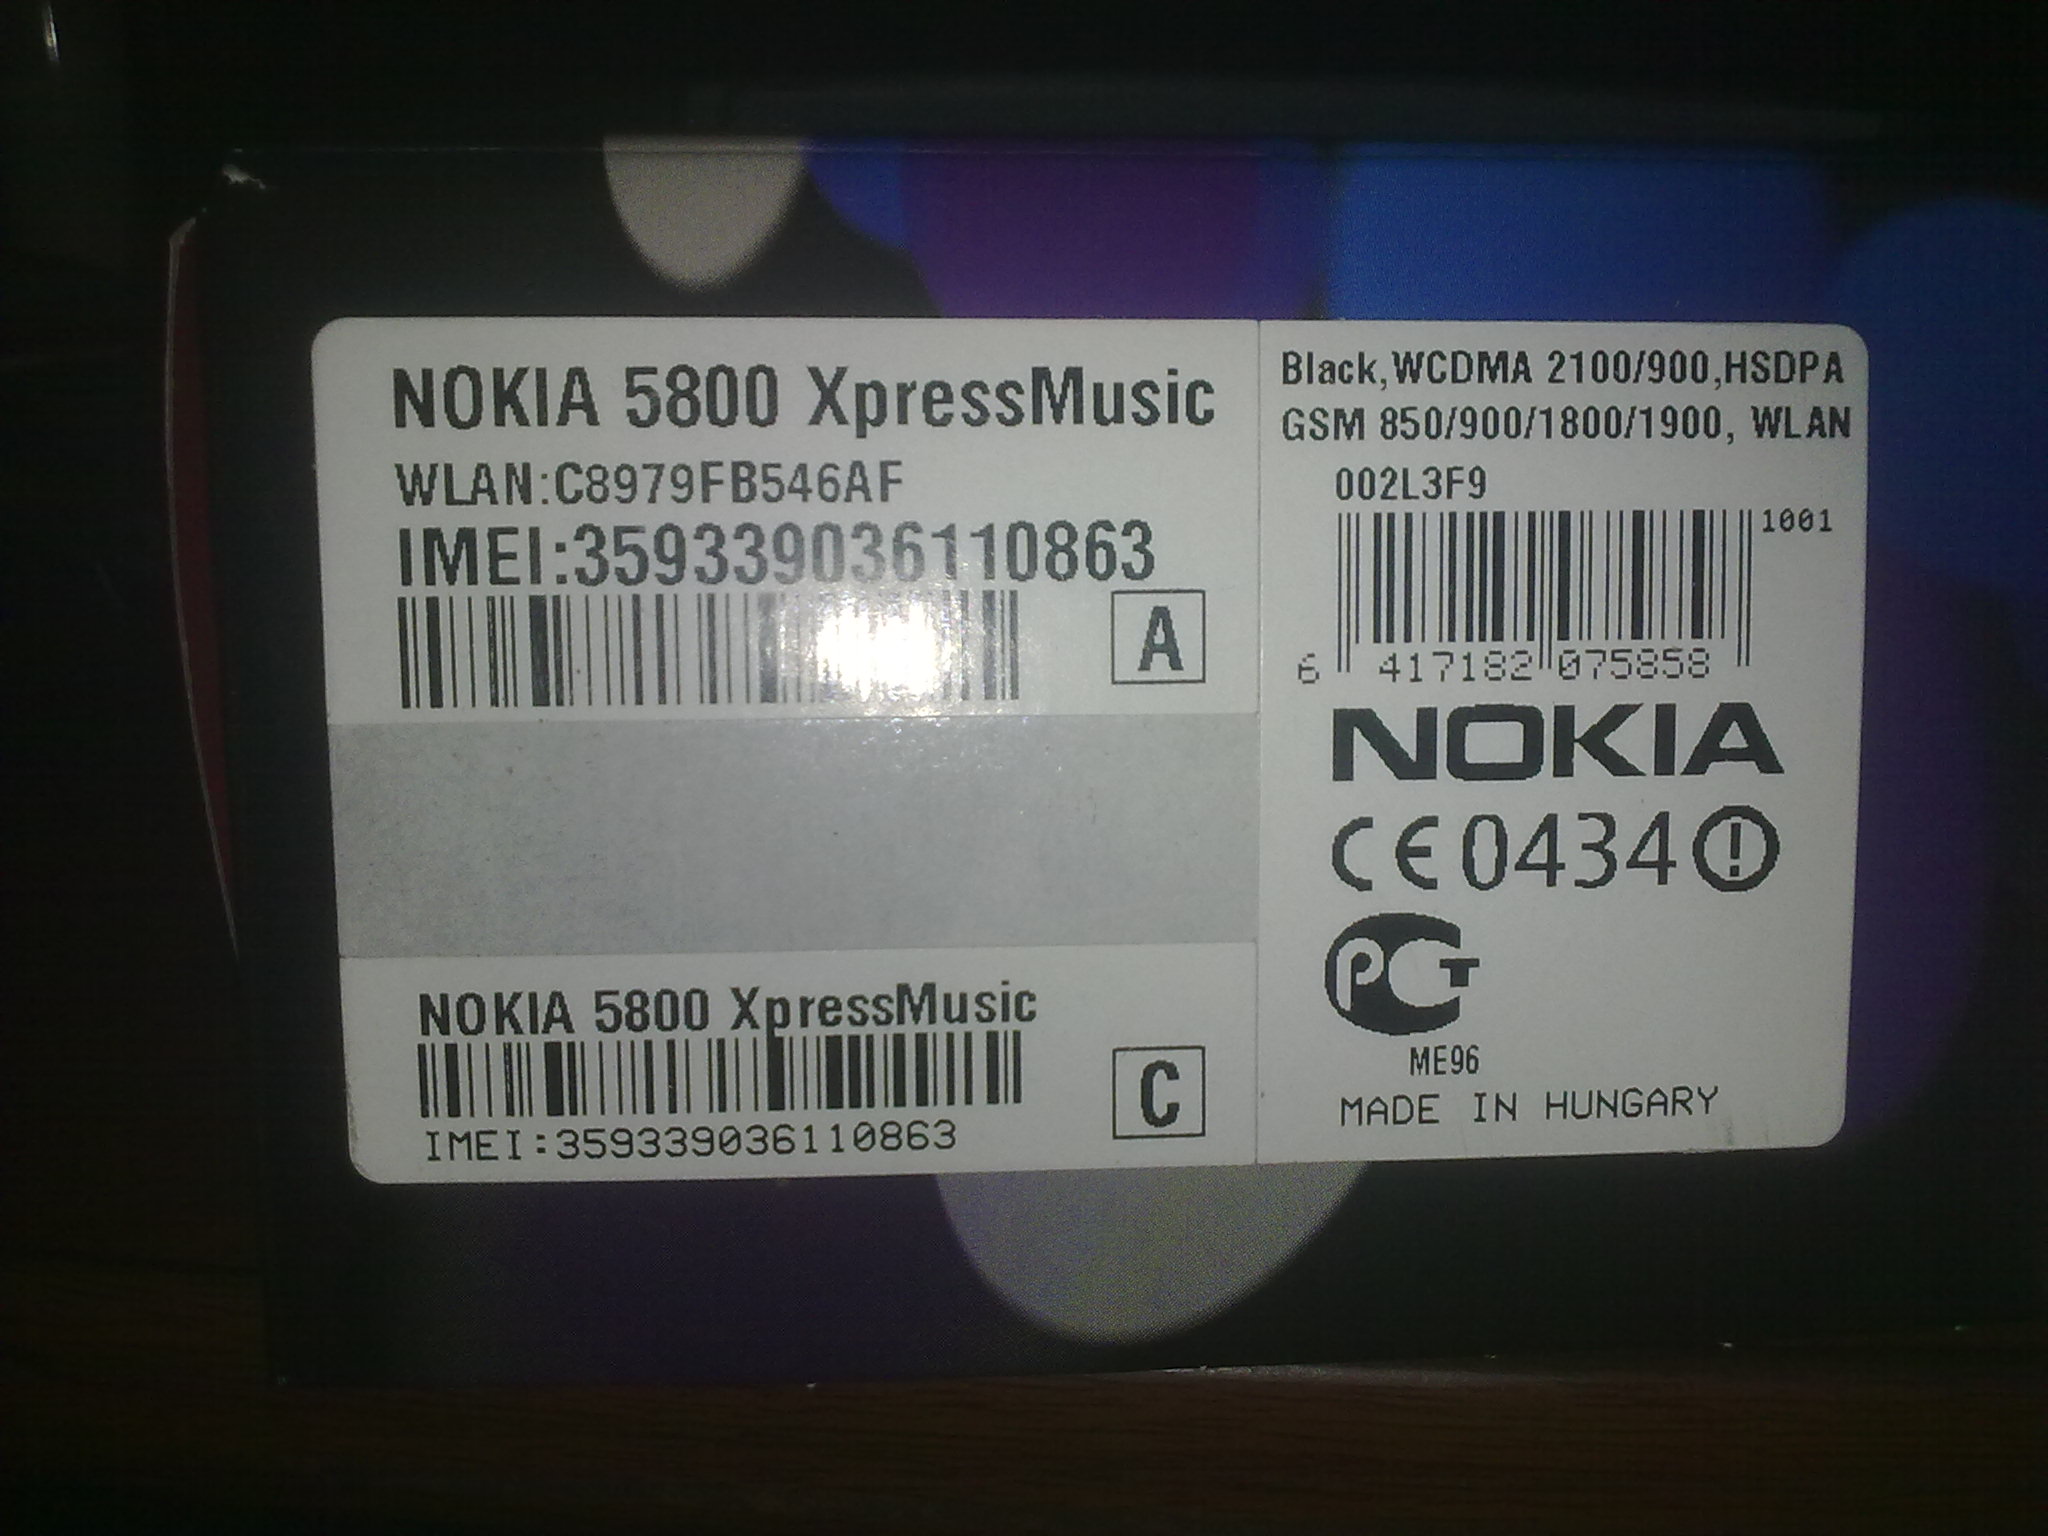 NOKIA 5800 XpressMusic
WLAN:C8979FB546AF
IMEI:359339036110863
A
NOKIA 5800 XpressMusic
C
IMEI:359339036110863
Black,WCDMA 2100/900,HSDPA
GSM 850/900/1800/1900, WLAN
002L3F9
1001
6 417182 075858
NOKIA
CE0434
РСТ
ME96
MADE IN HUNGARY